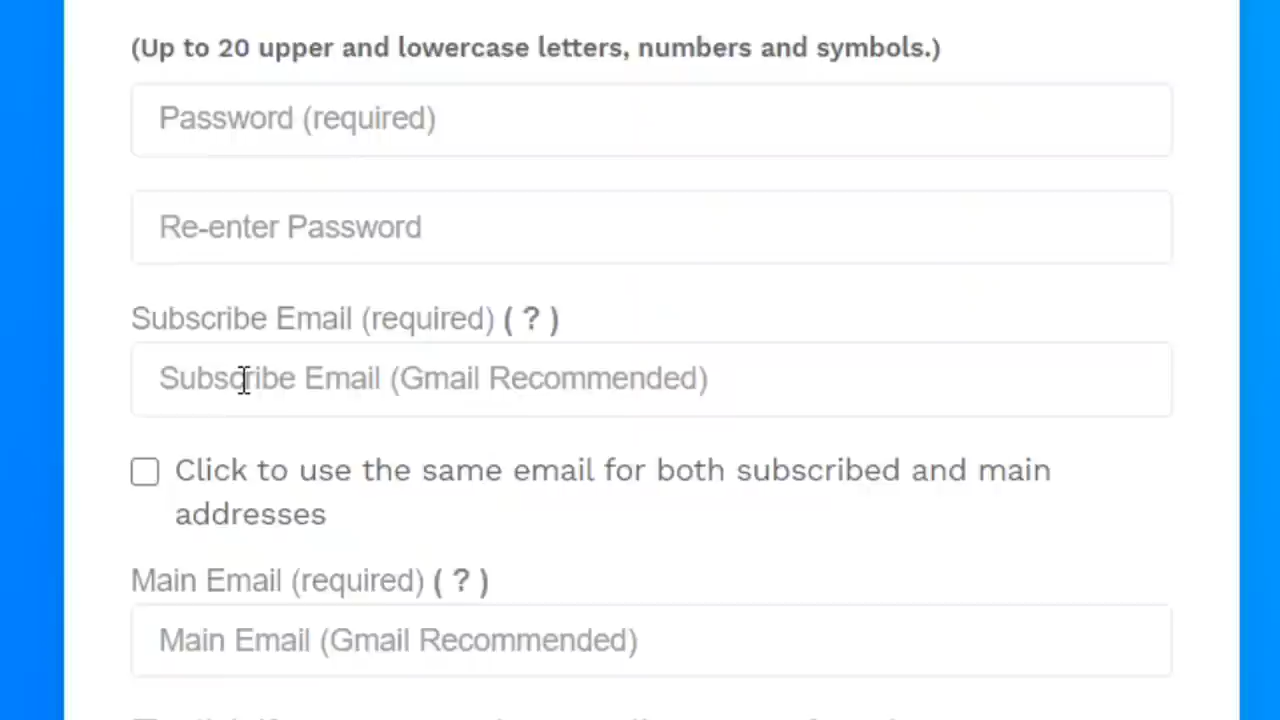 (Up to 20 upper and lowercase letters, numbers and symbols.)
Password (required)
Re-enter Password
Subscribe Email (required) ( ? )
Subscribe Email (Gmail Recommended)
Click to use the same email for both subscribed and main
addresses
Main Email (required) ( ? )
Main Email (Gmail Recommended)